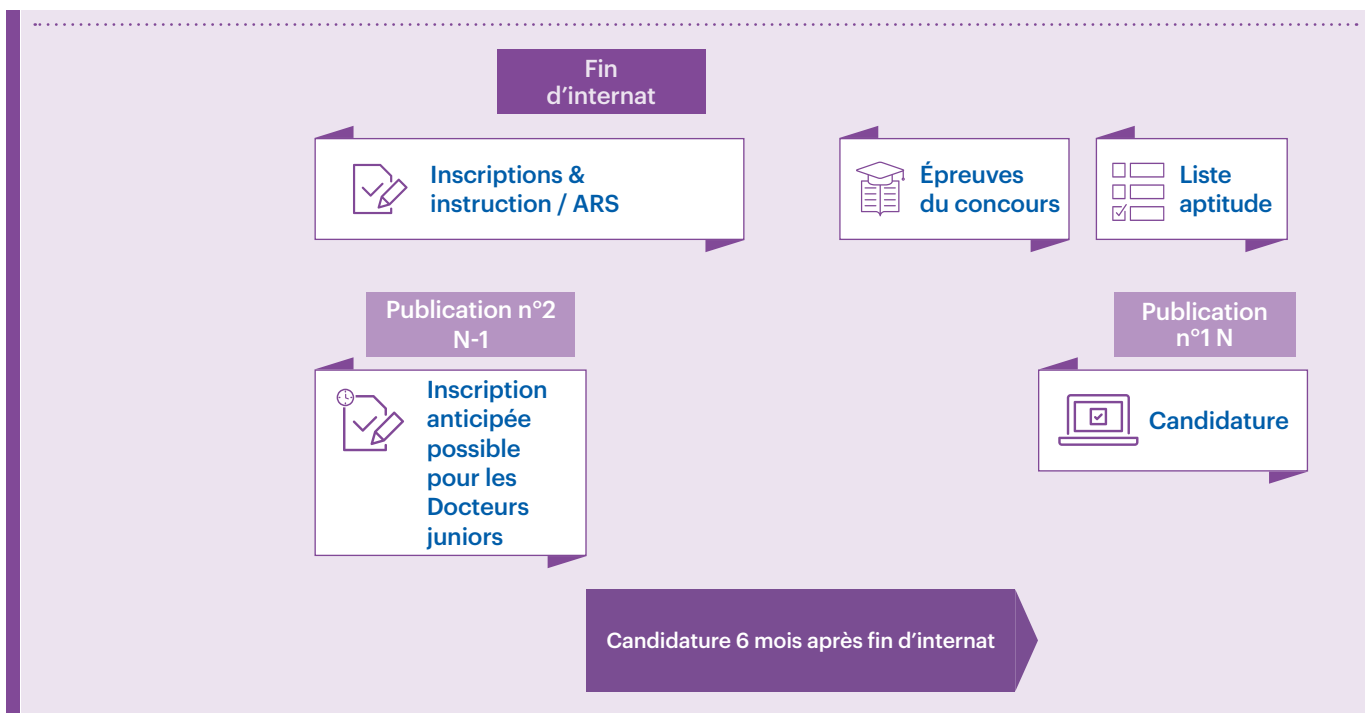 Fin
d'internat
Inscriptions &
instruction / ARS
Épreuves
du concours
Liste
aptitude
Publication n°2
N-1
Publication
n°1 N
Inscription
anticipée
possible
pour les
Docteurs
juniors
Candidature
Candidature 6 mois après fin d'internat